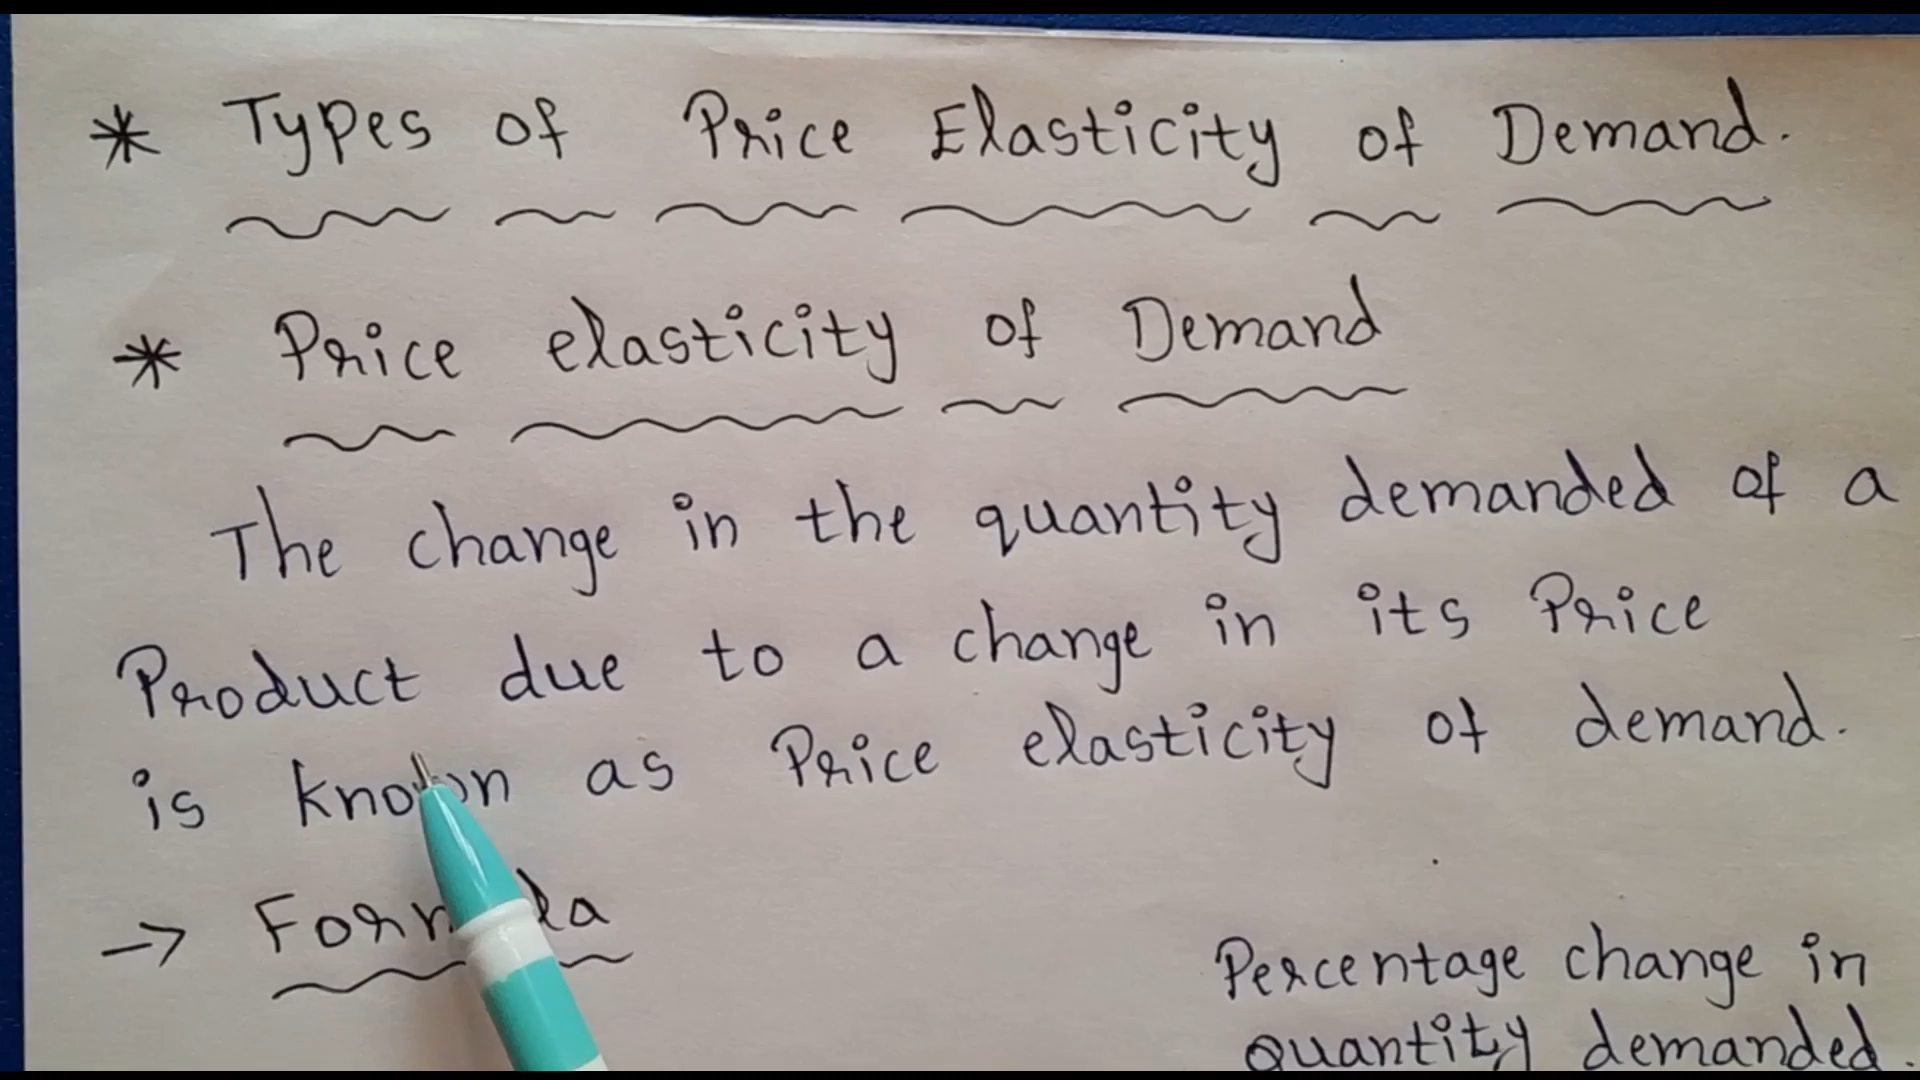 * Types of Price Elasticity of Demand.
* Price elasticity of Demand
The change in the quantity demanded of a
Product due to a change in its Price
is known as Price elasticity of demand.
→ Formula
Percentage change in
quantity demanded.